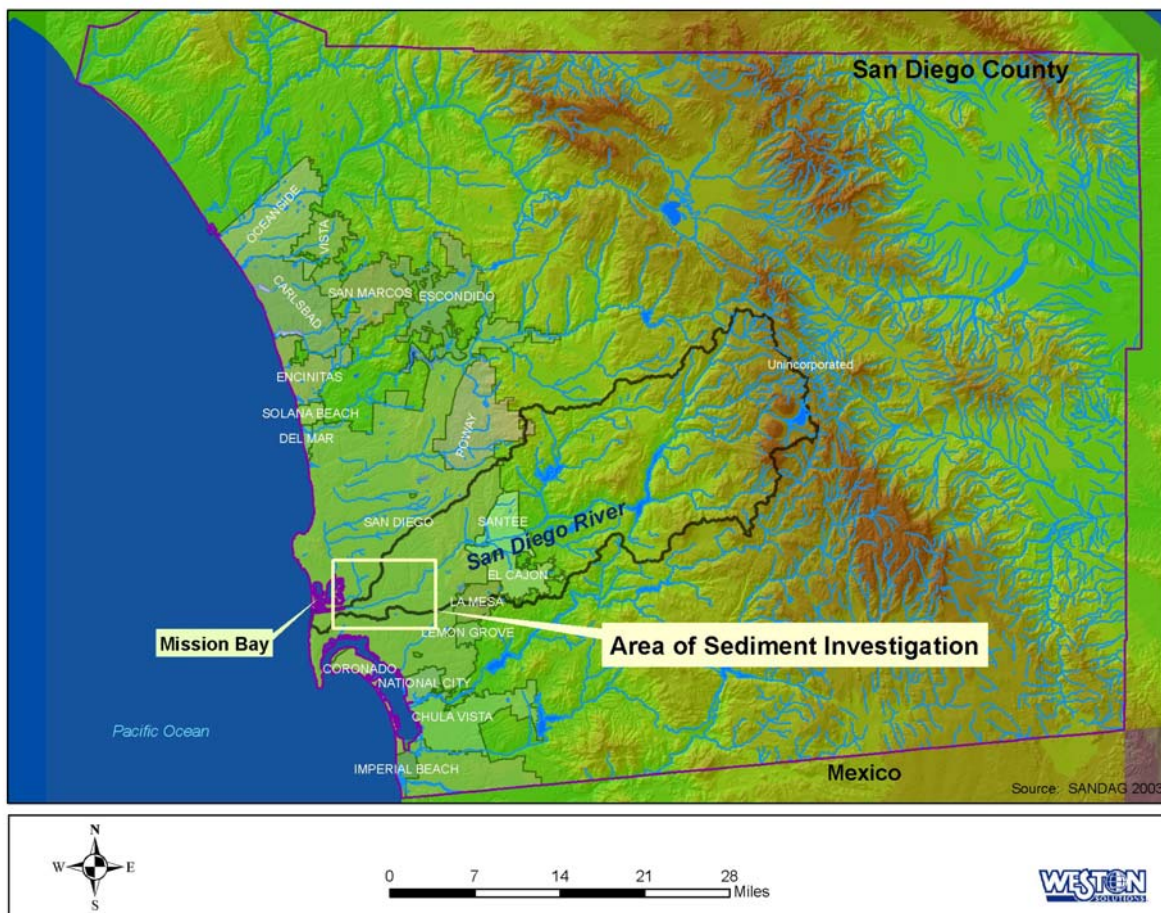 San Diego County
OCEANSIDE
VISTA
CARLSBAD
SAN MARCOS
ESCONDIDO
ENCINITAS
Unincorporated
SOLANA BEACH
DEL MAR
POWAY
SAN DIEGO
SANTEE
San Diego River
EL CAJON
LA MESA
Mission Bay
LEMON GROVE
Area of Sediment Investigation
CORONADO
NATIONAL CITY
CHULA VISTA
Pacific Ocean
IMPERIAL BEACH
Mexico
Source: SANDAG 2003
N
W
E
S
0 7 14 21 28
Miles
WESTON
SOLUTIONS